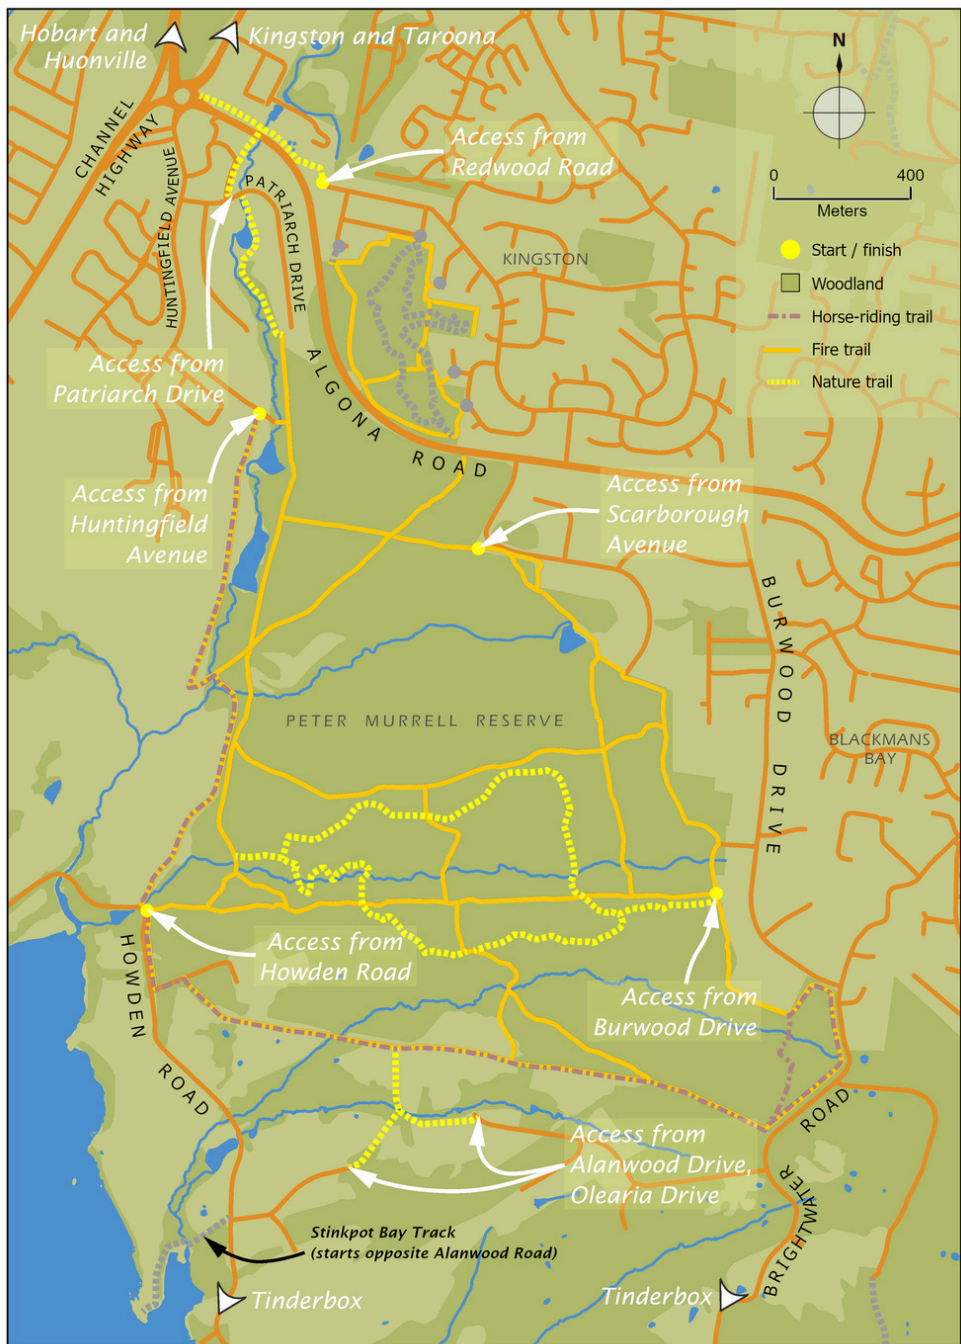 Hobart and
Huonville
Kingston and Taroona
N
CHANNEL
HIGHWAY
Access from
Redwood Road
0 400
Meters
HUNTINGFIELD AVENUE
PATRIARCH DRIVE
KINGSTON
Start / finish
Woodland
Horse-riding trail
Fire trail
Nature trail
Access from
Patriarch Drive
ALGONA ROAD
Access from
Huntingfield
Avenue
Access from
Scarborough
Avenue
BURWOOD DRIVE
PETER MURRELL RESERVE
BLACKMANS
BAY
Access from
Howden Road
HOWDEN ROAD
Access from
Burwood Drive
Access from
Alanwood Drive,
Olearia Drive
BRIGHTWATER ROAD
Stinkpot Bay Track
(starts opposite Alanwood Road)
Tinderbox
Tinderbox